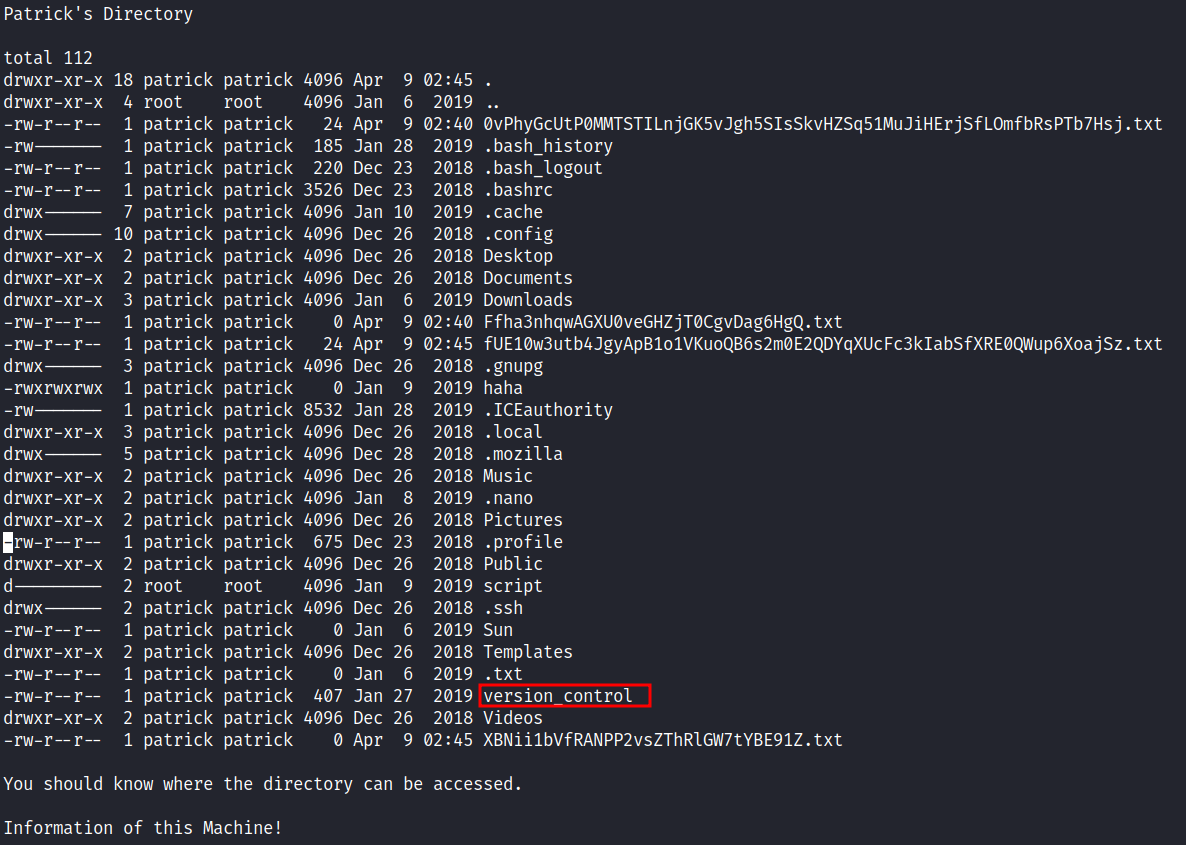 Patrick's Directory
total 112
drwxr-xr-x 18 patrick patrick 4096 Apr  9 02:45 .
drwxr-xr-x  4 root    root    4096 Jan  6  2019 ..
-rw-r--r--  1 patrick patrick   24 Apr  9 02:40 0vPhyGcUtP0MMTSTILnjGK5vJgh5SIsSkvHZSq51MuJiHErjSfLOmfbRsPTb7Hsj.txt
-rw-------  1 patrick patrick  185 Jan 28  2019 .bash_history
-rw-r--r--  1 patrick patrick  220 Dec 23  2018 .bash_logout
-rw-r--r--  1 patrick patrick 3526 Dec 23  2018 .bashrc
drwx------  7 patrick patrick 4096 Jan 10  2019 .cache
drwx------ 10 patrick patrick 4096 Dec 26  2018 .config
drwxr-xr-x  2 patrick patrick 4096 Dec 26  2018 Desktop
drwxr-xr-x  2 patrick patrick 4096 Dec 26  2018 Documents
drwxr-xr-x  3 patrick patrick 4096 Jan  6  2019 Downloads
-rw-r--r--  1 patrick patrick    0 Apr  9 02:40 Ffha3nhqwAGXU0veGHZjT0CgvDag6HgQ.txt
-rw-r--r--  1 patrick patrick   24 Apr  9 02:45 fUE10w3utb4JgyApB1o1VKuoQB6s2m0E2QDYqXUcFc3kIabSfXRE0QWup6XoajSz.txt
drwx------  3 patrick patrick 4096 Dec 26  2018 .gnupg
-rwxrwxrwx  1 patrick patrick    0 Jan  9  2019 haha
-rw-------  1 patrick patrick 8532 Jan 28  2019 .ICEauthority
drwxr-xr-x  3 patrick patrick 4096 Dec 26  2018 .local
drwx------  5 patrick patrick 4096 Dec 28  2018 .mozilla
drwxr-xr-x  2 patrick patrick 4096 Dec 26  2018 Music
drwxr-xr-x  2 patrick patrick 4096 Jan  8  2019 .nano
drwxr-xr-x  2 patrick patrick 4096 Dec 26  2018 Pictures
-rw-r--r--  1 patrick patrick  675 Dec 23  2018 .profile
drwxr-xr-x  2 patrick patrick 4096 Dec 26  2018 Public
d---------  2 root    root    4096 Jan  9  2019 script
drwx------  2 patrick patrick 4096 Dec 26  2018 .ssh
-rw-r--r--  1 patrick patrick    0 Jan  6  2019 Sun
drwxr-xr-x  2 patrick patrick 4096 Dec 26  2018 Templates
-rw-r--r--  1 patrick patrick    0 Jan  6  2019 .txt
-rw-r--r--  1 patrick patrick  407 Jan 27  2019 version_control
drwxr-xr-x  2 patrick patrick 4096 Dec 26  2018 Videos
-rw-r--r--  1 patrick patrick    0 Apr  9 02:45 XBNii1bVfRANPP2vsZThRlGW7tYBE91Z.txt
You should know where the directory can be accessed.
Information of this Machine!